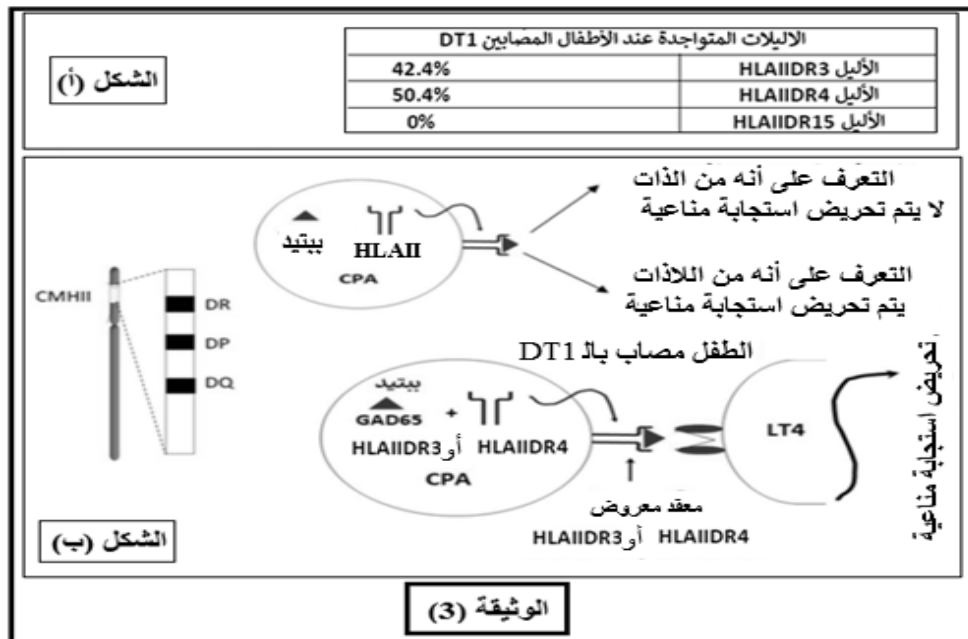 الاليلات المتواجدة عند الأطفال المصابين DT1
الأليل HLAIIDR3 42.4%
الأليل HLAIIDR4 50.4%
الأليل HLAIIDR15 0%
الشكل (أ)
التعرف على أنه من الذات
لا يتم تحريض استجابة مناعية
ببتيد
HLAII
CPA
التعرف على أنه من اللاذات
يتم تحريض استجابة مناعية
CMHII
DR
DP
DQ
الطفل مصاب بالـ DT1
ببتيد
GAD65 +
HLAIIDR3 أو HLAIIDR4
CPA
LT4
تحريض استجابة مناعية
معقد معروض
HLAIIDR3 أو HLAIIDR4
الشكل (ب)
الوثيقة (3)